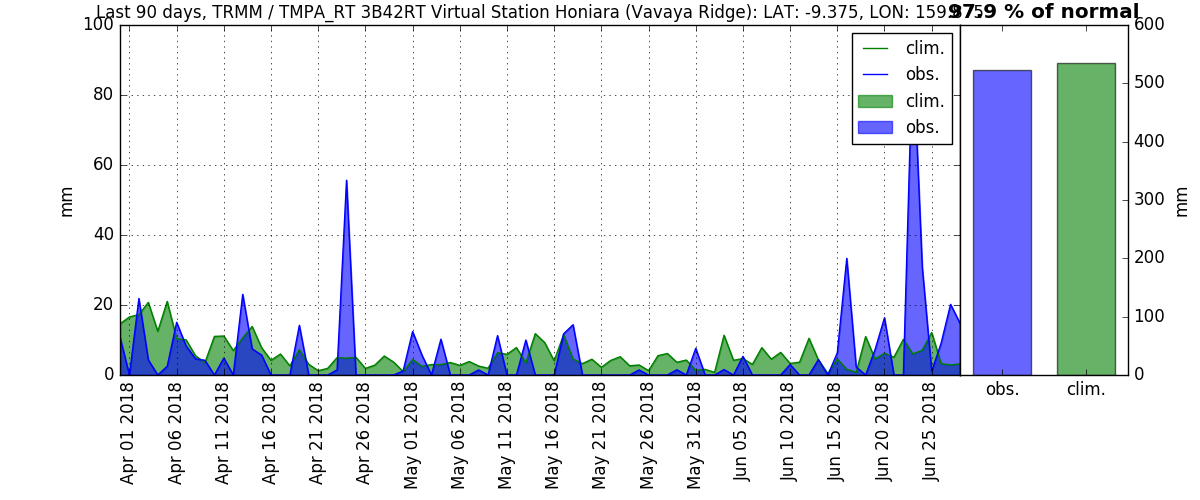 Last 90 days, TRMM / TMPA_RT 3B42RT Virtual Station Honiara (Vavaya Ridge): LAT: -9.375, LON:
97.9 % of normal
100
80
60
40
20
0
mm
clim.
obs.
clim.
obs.
600
500
400
300
200
100
0
mm
Apr 01 2018
Apr 06 2018
Apr 11 2018
Apr 16 2018
Apr 21 2018
Apr 26 2018
May 01 2018
May 06 2018
May 11 2018
May 16 2018
May 21 2018
May 26 2018
May 31 2018
Jun 05 2018
Jun 10 2018
Jun 15 2018
Jun 20 2018
Jun 25 2018
obs.
clim.